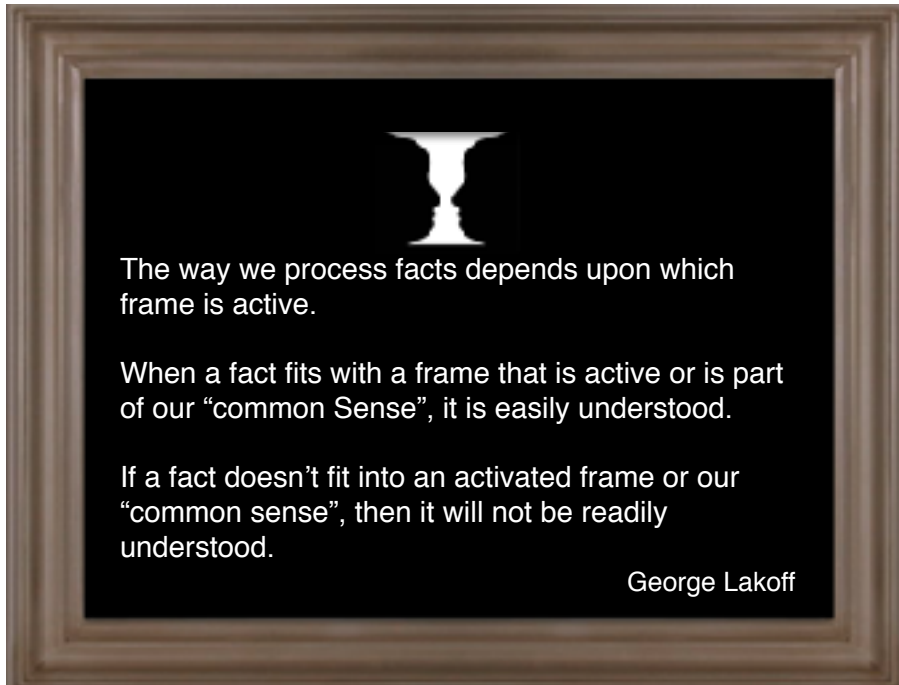 The way we process facts depends upon which
frame is active.
When a fact fits with a frame that is active or is part
of our “common Sense”, it is easily understood.
If a fact doesn’t fit into an activated frame or our
“common sense”, then it will not be readily
understood.
George Lakoff